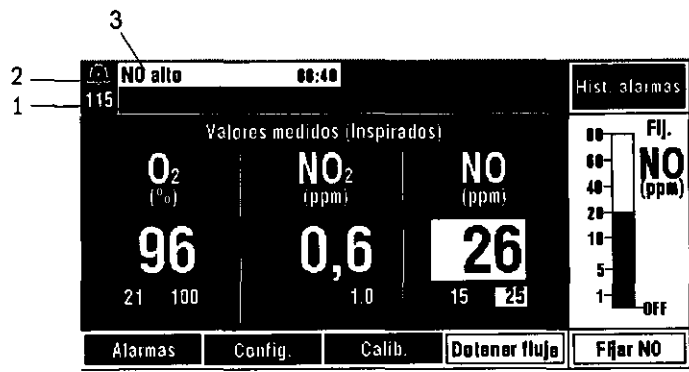 3
2
1
NO alto 00:40
115
Hist. alarmas
Valores medidos (Inspirados)
O2 (%)
NO2 (ppm)
NO (ppm)
96
0,6
26
21 100
1.0
15 25
Fij. NO (ppm)
80
60
40
20
10
5
1
OFF
Alarmas Config. Calib. Detener flujo Fijar NO